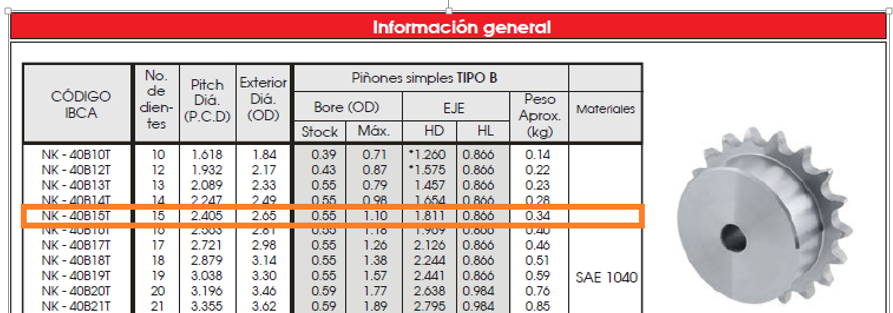 Información general
CÓDIGO IBCA No. de dien- tes Pitch Diá. (P.C.D) Exterior Diá. (OD) Piñones simples TIPO B
Bore (OD) EJE Peso Aprox. (kg) Materiales
Stock Máx. HD HL
NK - 40B10T 10 1.618 1.84 0.39 0.71 *1.260 0.866 0.14
NK - 40B12T 12 1.932 2.17 0.43 0.87 *1.575 0.866 0.22
NK - 40B13T 13 2.089 2.33 0.55 0.79 1.457 0.866 0.23
NK - 40B14T 14 2.247 2.49 0.55 0.98 1.654 0.866 0.28
NK - 40B15T 15 2.405 2.65 0.55 1.10 1.811 0.866 0.34
NK - 40B16T 16 2.563 2.81 0.55 1.18 1.969 0.866 0.40
NK - 40B17T 17 2.721 2.98 0.55 1.26 2.126 0.866 0.46
NK - 40B18T 18 2.879 3.14 0.55 1.38 2.244 0.866 0.51
NK - 40B19T 19 3.038 3.30 0.55 1.57 2.441 0.866 0.59 SAE 1040
NK - 40B20T 20 3.196 3.46 0.59 1.77 2.638 0.984 0.76
NK - 40B21T 21 3.355 3.62 0.59 1.89 2.795 0.984 0.85